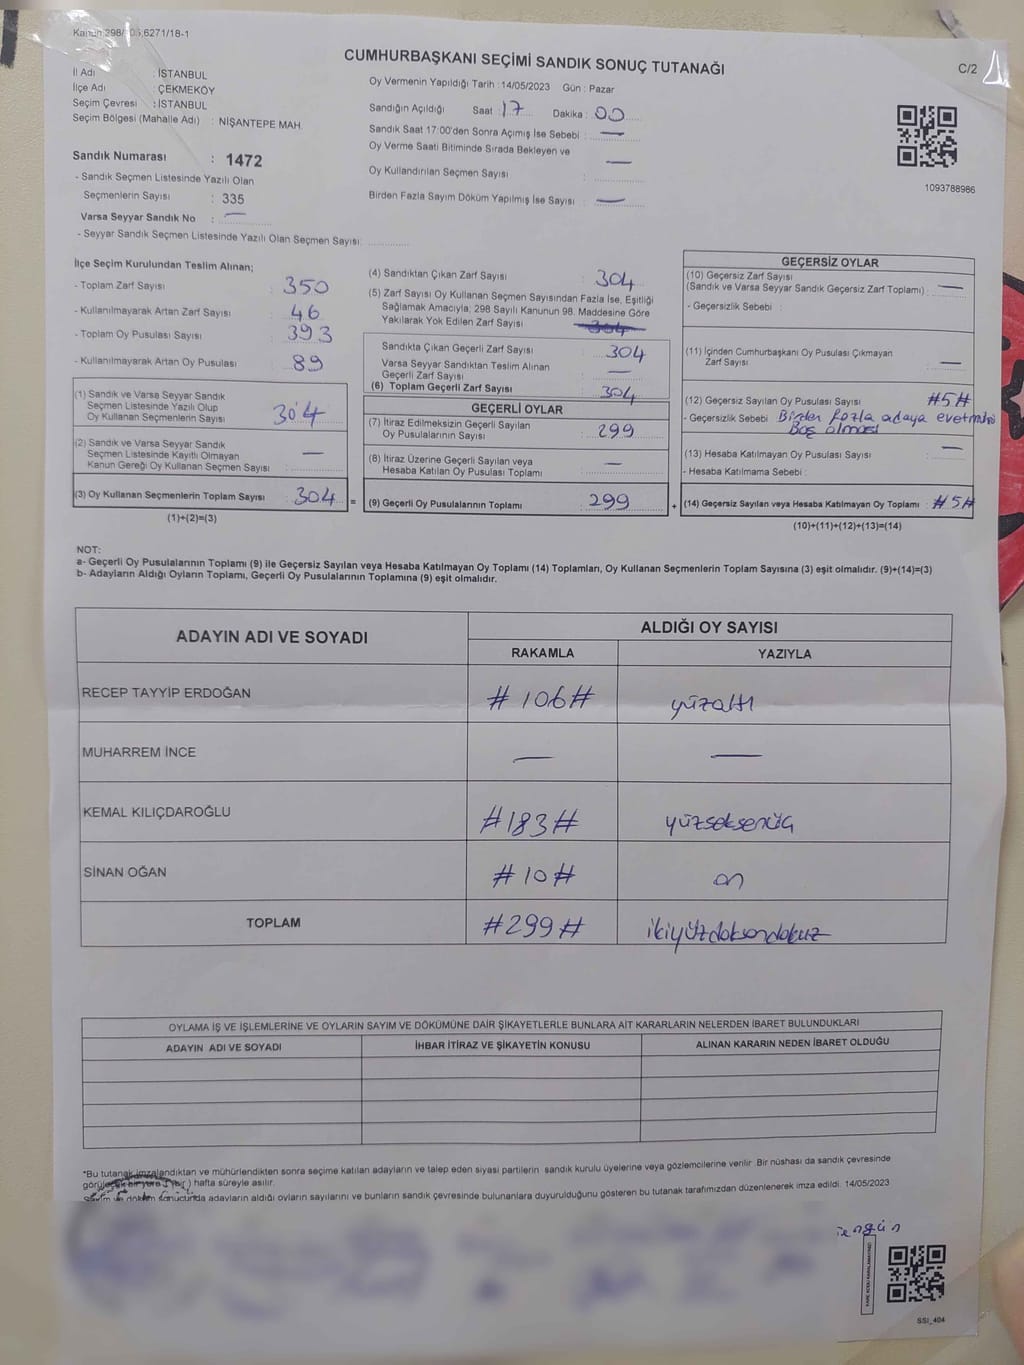 CUMHURBAŞKANI SEÇİMİ SANDIK SONUÇ TUTANAĞI
C/2
İl Adı : İSTANBUL
İlçe Adı : ÇEKMEKÖY
Seçim Çevresi : İSTANBUL
Seçim Bölgesi (Mahalle Adı) : NİŞANTEPE MAH.
Sandık Numarası : 1472
- Sandık Seçmen Listesinde Yazılı Olan
Seçmenlerin Sayısı : 335
Varsa Seyyar Sandık No : —
- Seyyar Sandık Seçmen Listesinde Yazılı Olan Seçmen Sayısı:
Oy Vermenin Yapıldığı Tarih : 14/05/2023 Gün : Pazar
Sandığın Açıldığı Saat : 17 Dakika : 00
Sandık Saat 17:00'den Sonra Açımış İse Sebebi : —
Oy Verme Saati Bitiminde Sırada Bekleyen ve
Oy Kullandırılan Seçmen Sayısı : —
Birden Fazla Sayım Döküm Yapılmış İse Sayısı : —
1093788986
İlçe Seçim Kurulundan Teslim Alınan;
- Toplam Zarf Sayısı : 350
- Kullanılmayarak Artan Zarf Sayısı : 46
- Toplam Oy Pusulası Sayısı : 393
- Kullanılmayarak Artan Oy Pusulası : 89
(1) Sandık ve Varsa Seyyar Sandık
Seçmen Listesinde Yazılı Olup
Oy Kullanan Seçmenlerin Sayısı : 304
(2) Sandık ve Varsa Seyyar Sandık
Seçmen Listesinde Kayıtlı Olmayan
Kanun Gereği Oy Kullanan Seçmen Sayısı : —
(3) Oy Kullanan Seçmenlerin Toplam Sayısı : 304
(1)+(2)=(3)
=
(4) Sandıktan Çıkan Zarf Sayısı : 304
(5) Zarf Sayısı Oy Kullanan Seçmen Sayısından Fazla İse, Eşitliği
Sağlamak Amacıyla; 298 Sayılı Kanunun 98. Maddesine Göre
Yakılarak Yok Edilen Zarf Sayısı : 304
Sandıkta Çıkan Geçerli Zarf Sayısı : 304
Varsa Seyyar Sandıktan Teslim Alınan
Geçerli Zarf Sayısı : —
(6) Toplam Geçerli Zarf Sayısı : 304
GEÇERLİ OYLAR
(7) İtiraz Edilmeksizin Geçerli Sayılan
Oy Pusulalarının Sayısı : 299
(8) İtiraz Üzerine Geçerli Sayılan veya
Hesaba Katılan Oy Pusulası Toplamı : —
(9) Geçerli Oy Pusulalarının Toplamı : 299
+
GEÇERSİZ OYLAR
(10) Geçersiz Zarf Sayısı
(Sandık ve Varsa Seyyar Sandık Geçersiz Zarf Toplamı) : —
- Geçersizlik Sebebi :
(11) İçinden Cumhurbaşkanı Oy Pusulası Çıkmayan
Zarf Sayısı : —
(12) Geçersiz Sayılan Oy Pusulası Sayısı : #5#
- Geçersizlik Sebebi : Birden fazla adaya evet
Boş olması
(13) Hesaba Katılmayan Oy Pusulası Sayısı : —
- Hesaba Katılmama Sebebi :
(14) Geçersiz Sayılan veya Hesaba Katılmayan Oy Toplamı : #5#
(10)+(11)+(12)+(13)=(14)
NOT:
a- Geçerli Oy Pusulalarının Toplamı (9) ile Geçersiz Sayılan veya Hesaba Katılmayan Oy Toplamı (14) Toplamları, Oy Kullanan Seçmenlerin Toplam Sayısına (3) eşit olmalıdır. (9)+(14)=(3)
b- Adayların Aldığı Oyların Toplamı, Geçerli Oy Pusulalarının Toplamına (9) eşit olmalıdır.
ADAYIN ADI VE SOYADI
ALDIĞI OY SAYISI
RAKAMLA YAZIYLA
RECEP TAYYİP ERDOĞAN #106# yüzaltı
MUHARREM İNCE — —
KEMAL KILIÇDAROĞLU #183# yüzseksenüç
SİNAN OĞAN #10# on
TOPLAM #299# ikiyüzdoksandokuz
OYLAMA İŞ VE İŞLEMLERİNE VE OYLARIN SAYIM VE DÖKÜMÜNE DAİR ŞİKAYETLERLE BUNLARA AİT KARARLARIN NELERDEN İBARET BULUNDUKLARI
ADAYIN ADI VE SOYADI İHBAR İTİRAZ VE ŞİKAYETİN KONUSU ALINAN KARARIN NEDEN İBARET OLDUĞU
*Bu tutanak imzalandıktan ve mühürlendikten sonra seçime katılan adayların ve talep eden siyasi partilerin sandık kurulu üyelerine veya gözlemcilerine verilir. Bir nüshası da sandık çevresinde
görülecek bir yere 1 (bir) hafta süreyle asılır.
Sayım ve döküm sonucunda adayların aldığı oyların sayılarını ve bunların sandık çevresinde bulunanlara duyurulduğunu gösteren bu tutanak tarafımızdan düzenlenerek imza edildi. 14/05/2023
SSI_404